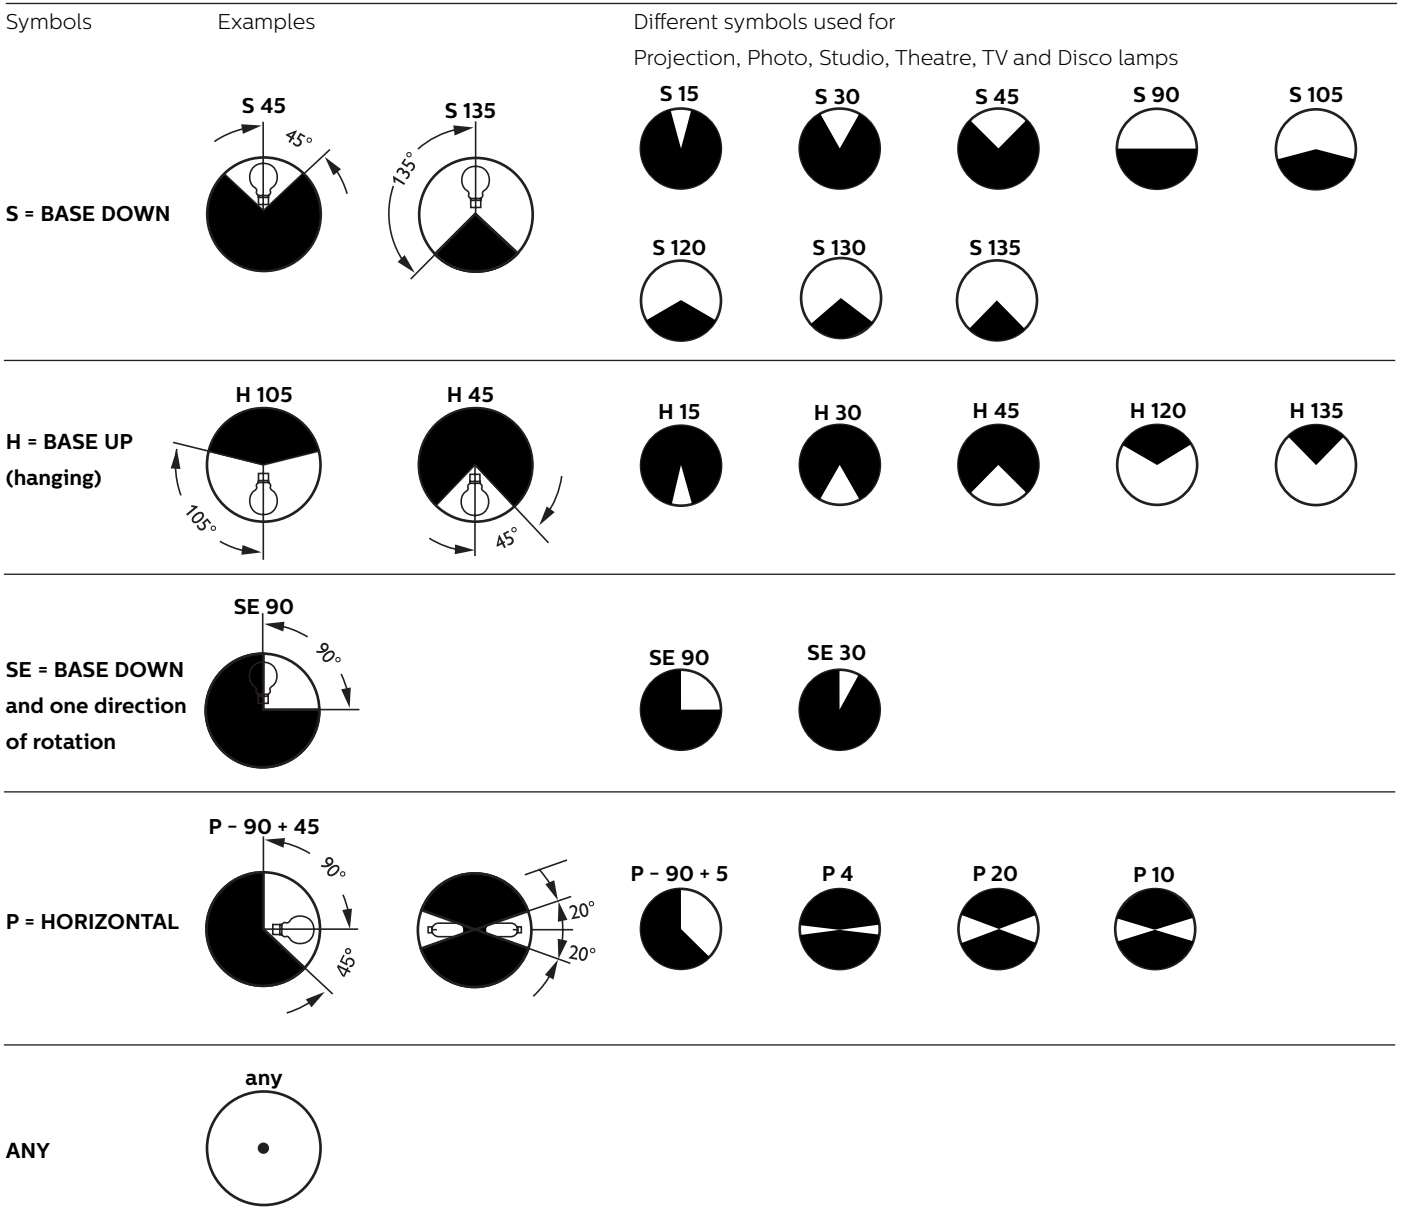 Symbols
Examples
Different symbols used for
Projection, Photo, Studio, Theatre, TV and Disco lamps
S = BASE DOWN
S 45
45°
S 135
135°
S 15
S 30
S 45
S 90
S 105
S 120
S 130
S 135
H = BASE UP
(hanging)
H 105
105°
H 45
45°
H 15
H 30
H 45
H 120
H 135
SE = BASE DOWN
and one direction
of rotation
SE 90
90°
SE 90
SE 30
P = HORIZONTAL
P - 90 + 45
90°
45°
20°
20°
P - 90 + 5
P 4
P 20
P 10
ANY
any